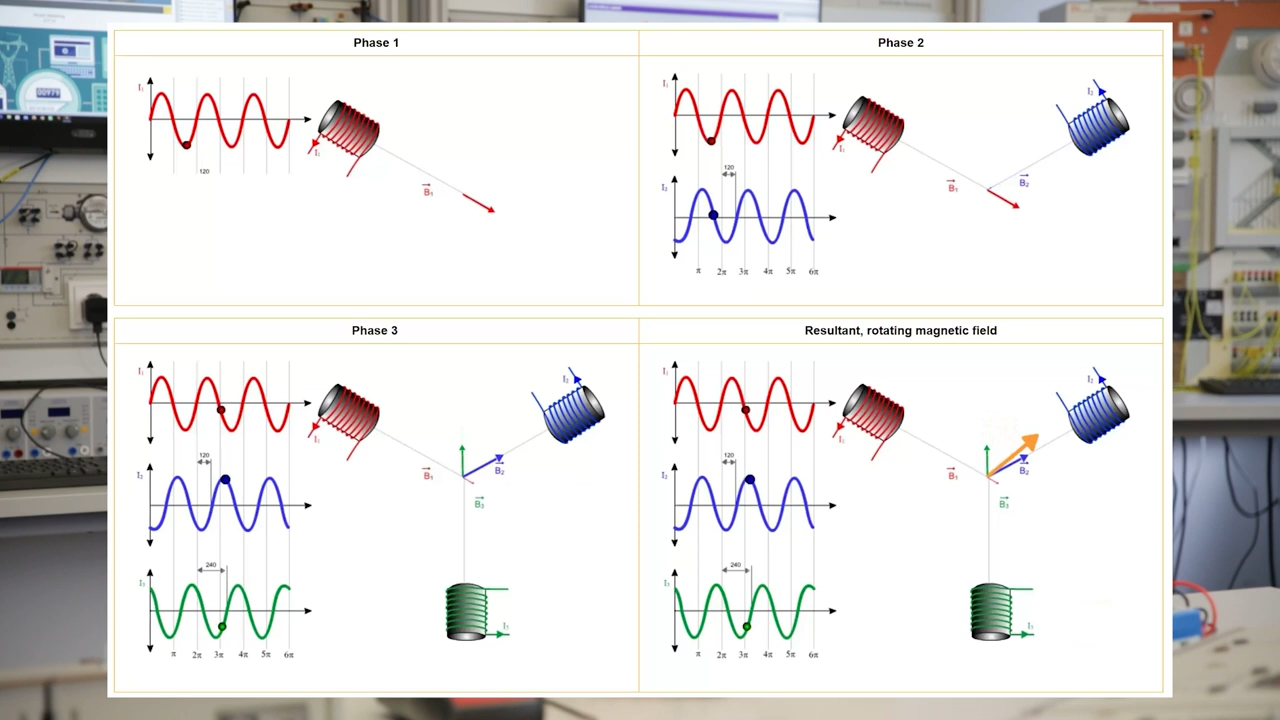 Phase 1
I₁
120
I₁
B₁
Phase 2
I₁
I₁
I₂
B₁
B₂
120
I₂
π 2π 3π 4π 5π 6π
Phase 3
I₁
I₁
I₂
B₁
B₂
120
I₂
B₃
240
I₃
I₃
π 2π 3π 4π 5π 6π
Resultant, rotating magnetic field
I₁
I₁
I₂
B₁
B₂
120
I₂
B₃
240
I₃
I₃
π 2π 3π 4π 5π 6π
00979